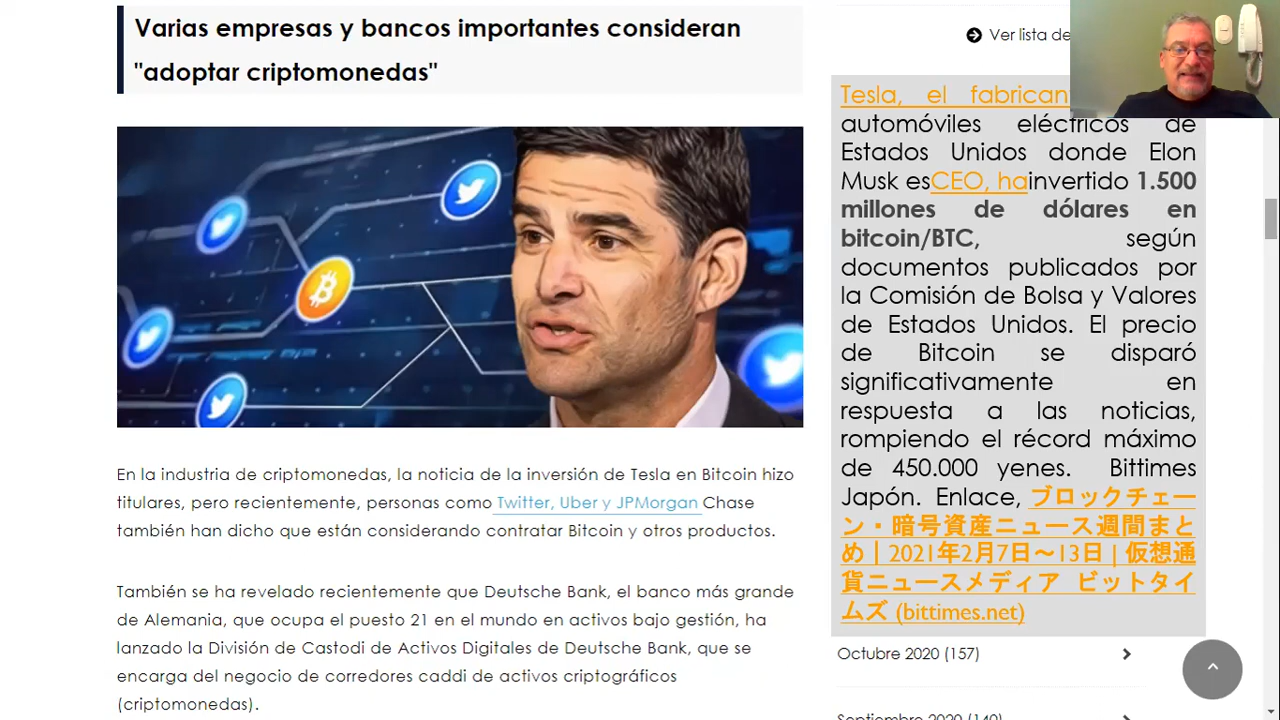 Varias empresas y bancos importantes consideran
"adoptar criptomonedas"
En la industria de criptomonedas, la noticia de la inversión de Tesla en Bitcoin hizo
titulares, pero recientemente, personas como Twitter, Uber y JPMorgan Chase
también han dicho que están considerando contratar Bitcoin y otros productos.
También se ha revelado recientemente que Deutsche Bank, el banco más grande
de Alemania, que ocupa el puesto 21 en el mundo en activos bajo gestión, ha
lanzado la División de Castodi de Activos Digitales de Deutsche Bank, que se
encarga del negocio de corredores caddi de activos criptográficos
(criptomonedas).
Ver lista de
Tesla, el fabricant
automóviles eléctricos de
Estados Unidos donde Elon
Musk esCEO, hainvertido 1.500
millones de dólares en
bitcoin/BTC, según
documentos publicados por
la Comisión de Bolsa y Valores
de Estados Unidos. El precio
de Bitcoin se disparó
significativamente en
respuesta a las noticias,
rompiendo el récord máximo
de 450.000 yenes. Bittimes
Japón. Enlace, ブロックチェー
ン・暗号資産ニュース週間まと
め｜2021年2月7日〜13日 | 仮想通
貨ニュースメディア ビットタイ
ムズ (bittimes.net)
Octubre 2020 (157)
Septiembre 2020 (140)